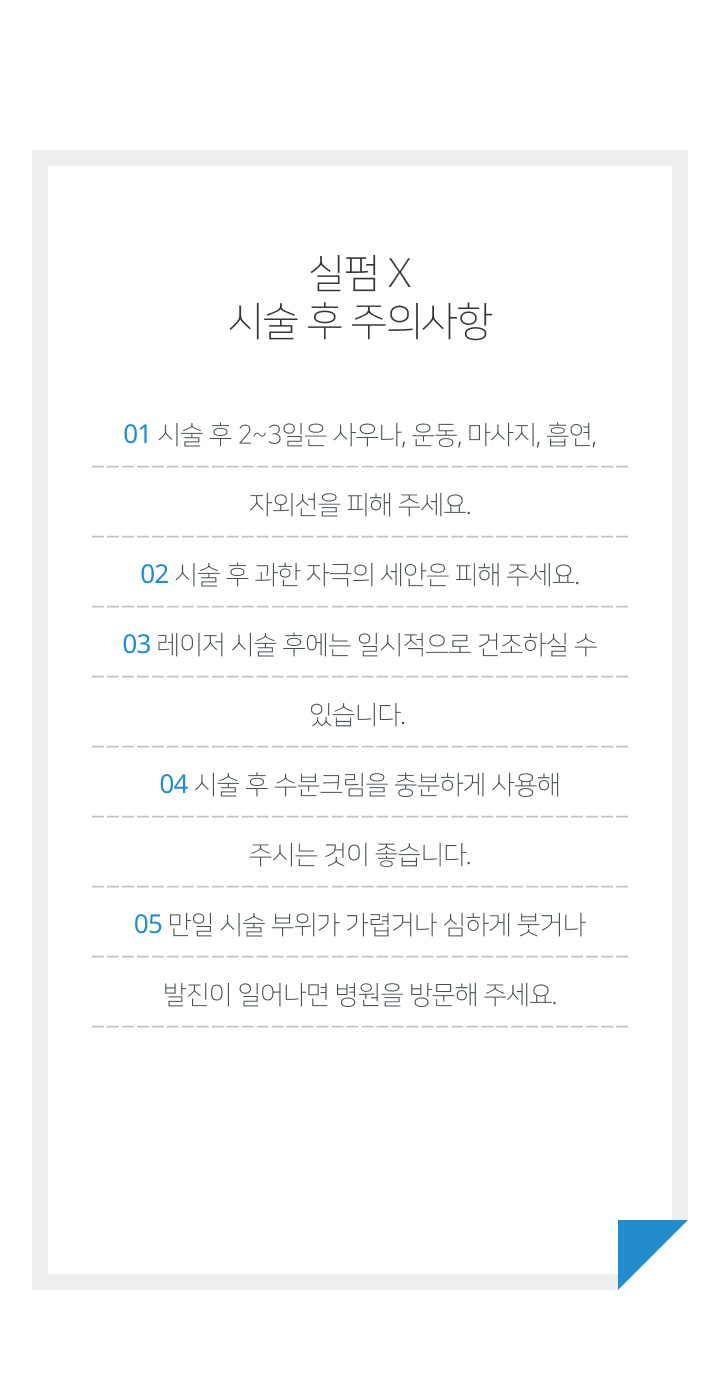 실펌 X
시술 후 주의사항
01 시술 후 2~3일은 사우나, 운동, 마사지, 흡연,
자외선을 피해 주세요.
02 시술 후 과한 자극의 세안은 피해 주세요.
03 레이저 시술 후에는 일시적으로 건조하실 수
있습니다.
04 시술 후 수분크림을 충분하게 사용해
주시는 것이 좋습니다.
05 만일 시술 부위가 가렵거나 심하게 붓거나
발진이 일어나면 병원을 방문해 주세요.